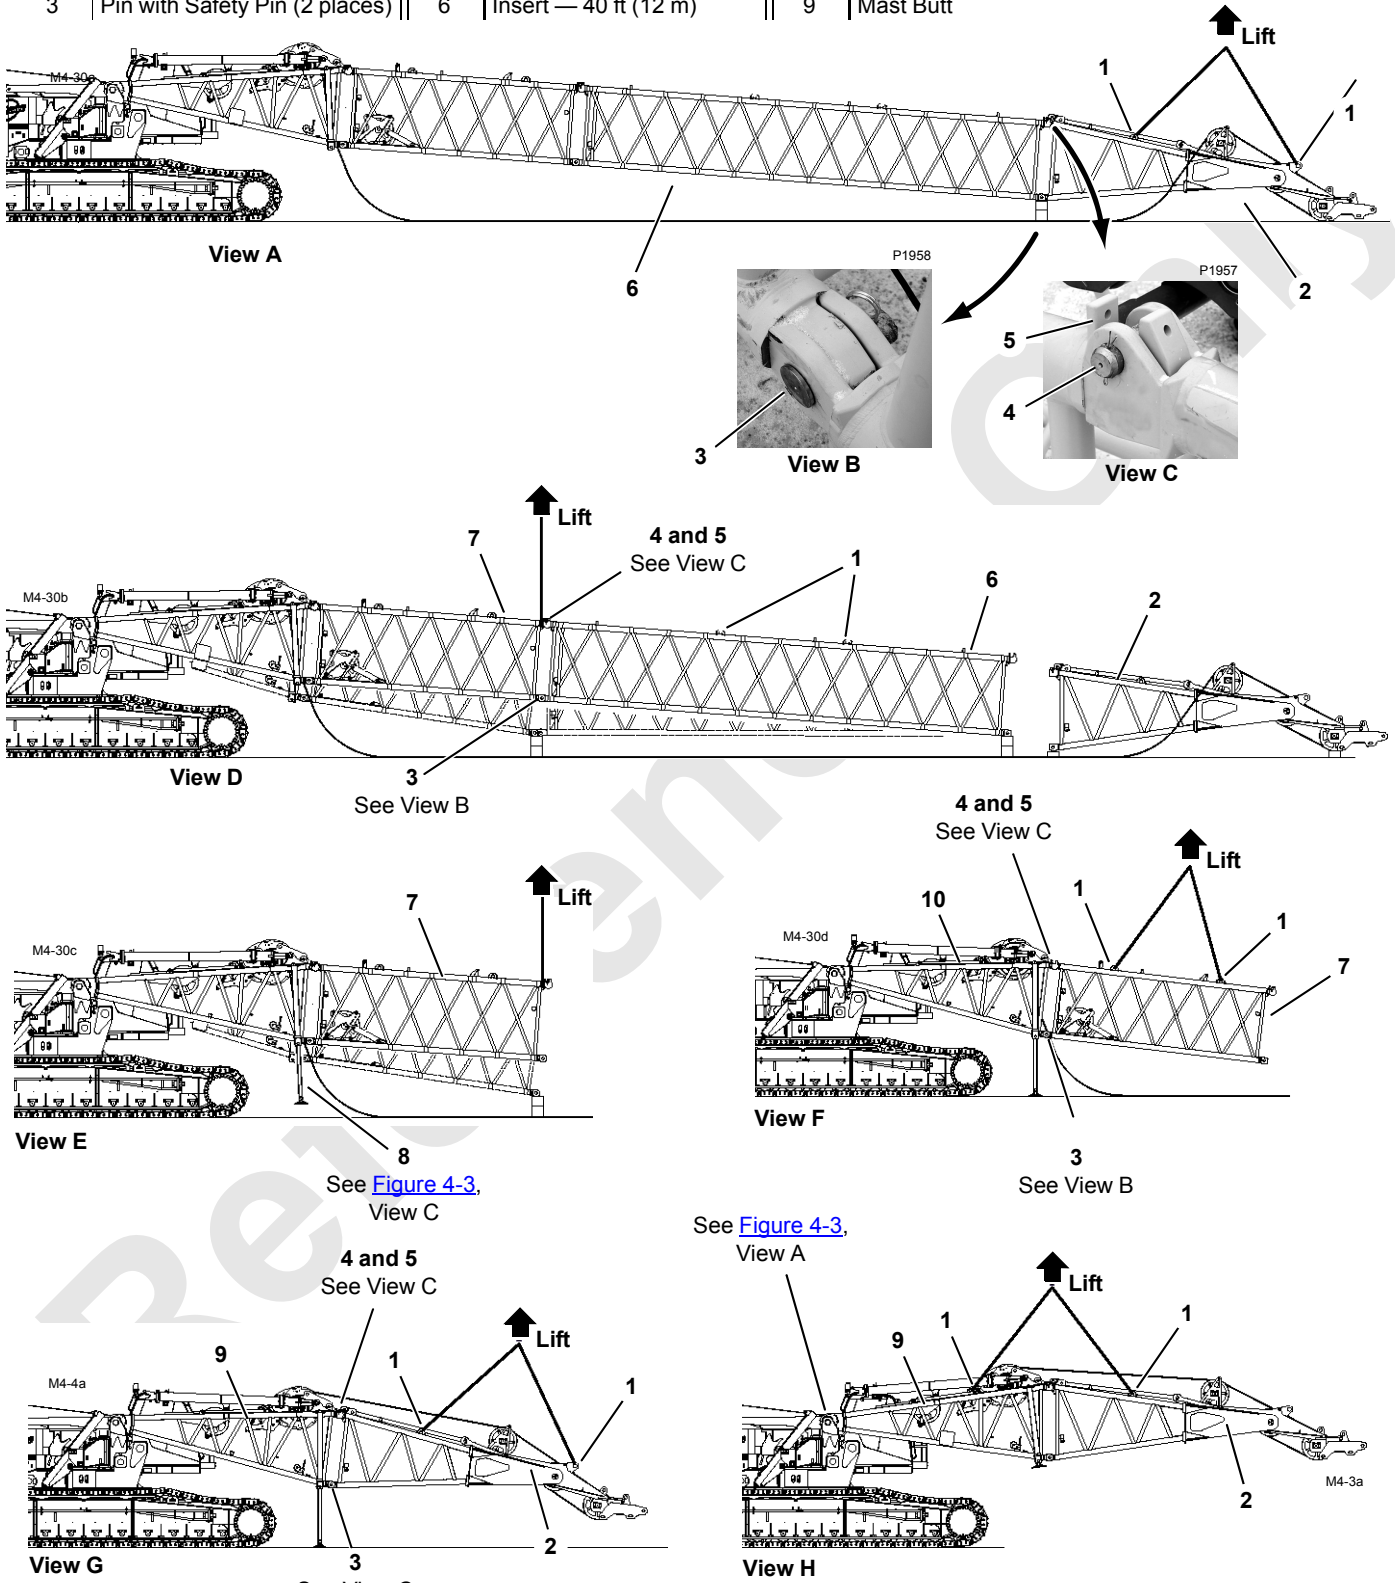 3 Pin with Safety Pin (2 places) 6 Insert — 40 ft (12 m) 9 Mast Butt
Lift
M4-30a
1
1
View A
6
2
P1958
P1957
5
4
3
View B
View C
Lift
7
4 and 5
See View C
1
6
2
M4-30b
View D
3
See View B
4 and 5
See View C
Lift
7
M4-30c
View E
8
See Figure 4-3,
View C
Lift
10
1
1
7
M4-30d
View F
3
See View B
See Figure 4-3,
View A
4 and 5
See View C
Lift
9
1
1
M4-4a
2
View G
3
Lift
1
1
9
2
M4-3a
View H